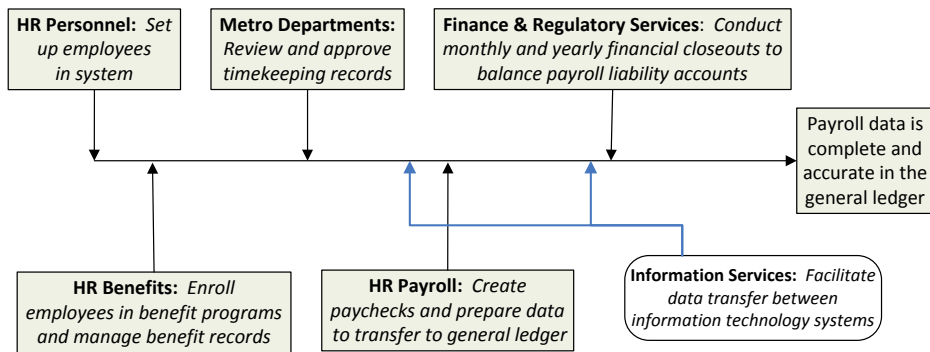 HR Personnel: Set
up employees
in system
Metro Departments:
Review and approve
timekeeping records
Finance & Regulatory Services: Conduct
monthly and yearly financial closeouts to
balance payroll liability accounts
Payroll data is
complete and
accurate in the
general ledger
HR Benefits: Enroll
employees in benefit programs
and manage benefit records
HR Payroll: Create
paychecks and prepare data
to transfer to general ledger
Information Services: Facilitate
data transfer between
information technology systems